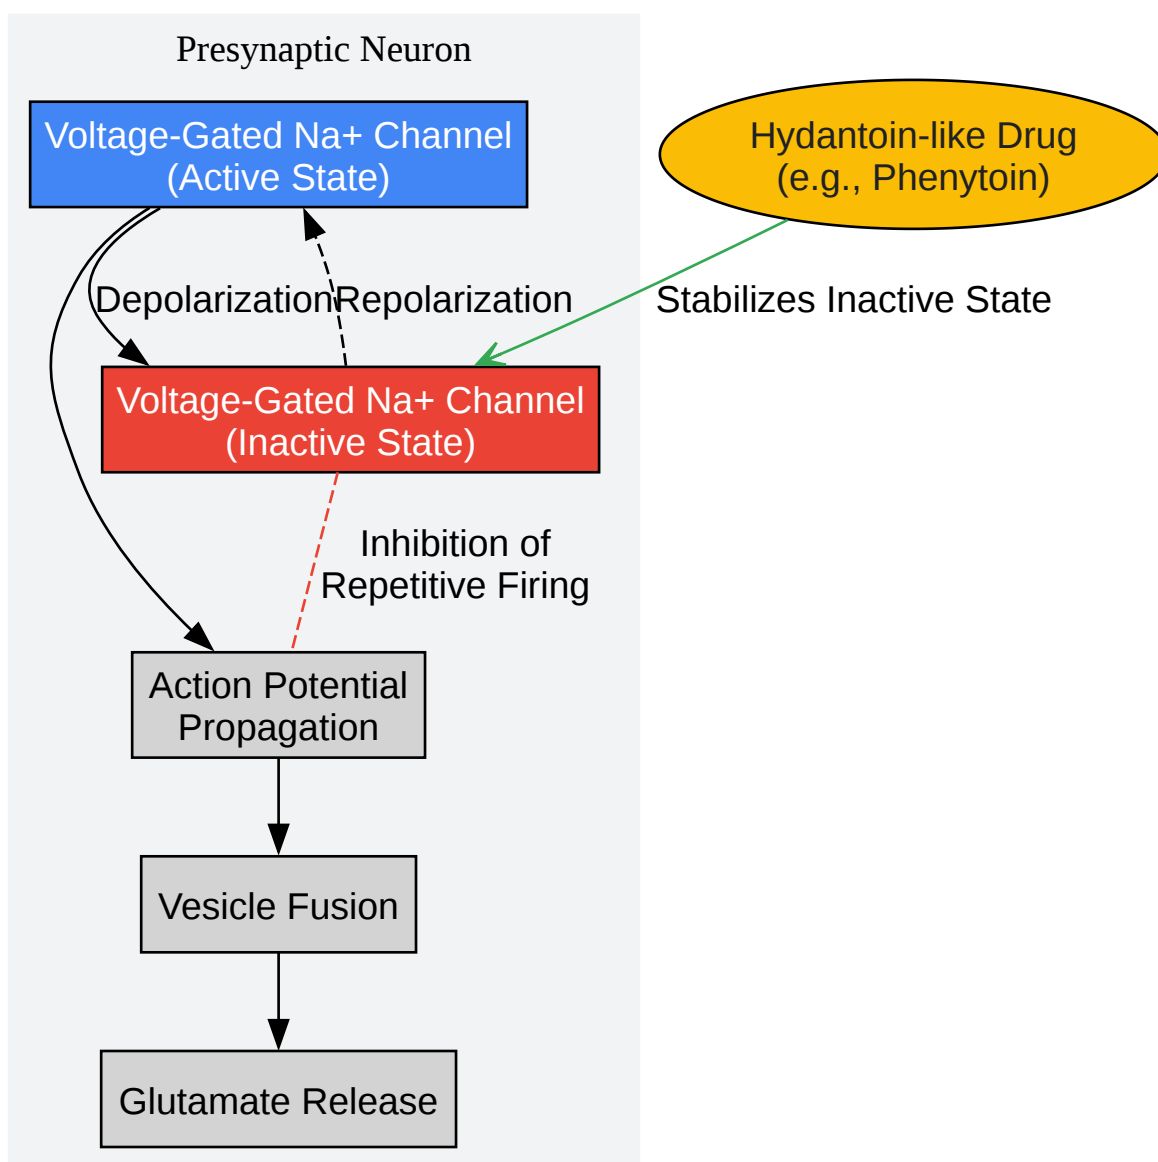 Presynaptic Neuron
Voltage-Gated Na+ Channel
(Active State)
Hydantoin-like Drug
(e.g., Phenytoin)
Depolarization
Repolarization
Stabilizes Inactive State
Voltage-Gated Na+ Channel
(Inactive State)
Inhibition of
Repetitive Firing
Action Potential
Propagation
Vesicle Fusion
Glutamate Release